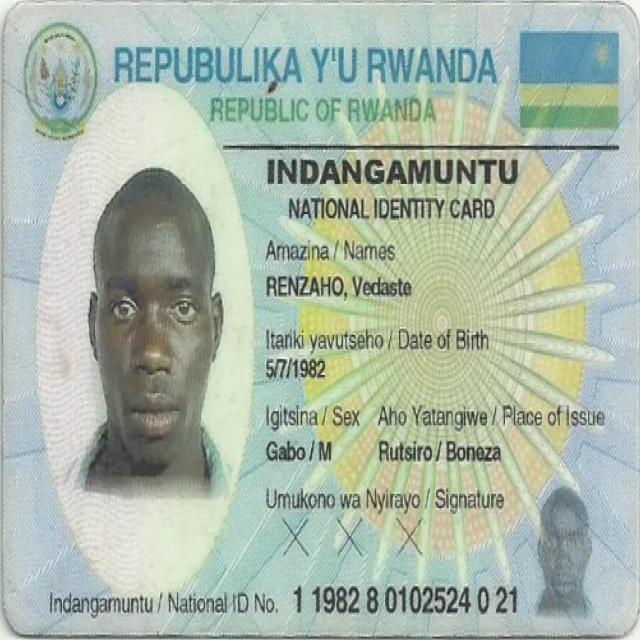 REPUBULIKA Y'U RWANDA
REPUBLIC OF RWANDA
INDANGAMUNTU
NATIONAL IDENTITY CARD
Amazina / Names
RENZAHO, Vedaste
Itariki yavutseho / Date of Birth
5/7/1982
Igitsina / Sex Aho Yatangiwe / Place of Issue
Gabo / M Rutsiro / Boneza
Umukono wa Nyirayo / Signature
X X X
Indangamuntu / National ID No. 1 1982 8 0102524 0 21